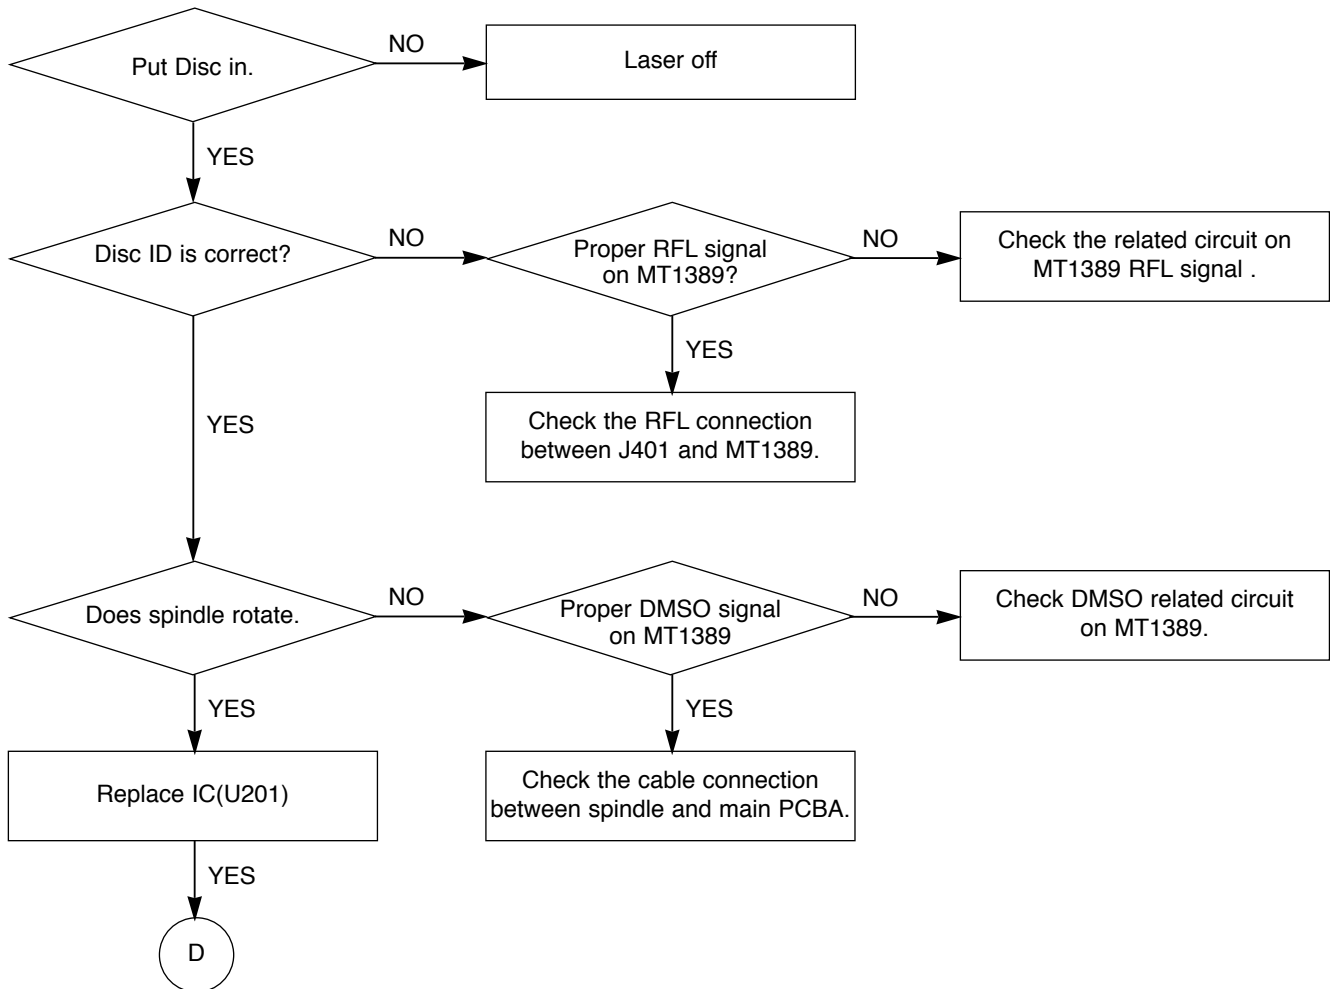 Put Disc in.
NO
Laser off
YES
Disc ID is correct?
NO
Proper RFL signal
on MT1389?
NO
Check the related circuit on
MT1389 RFL signal .
YES
Check the RFL connection
between J401 and MT1389.
YES
Does spindle rotate.
NO
Proper DMSO signal
on MT1389
NO
Check DMSO related circuit
on MT1389.
YES
Replace IC(U201)
YES
Check the cable connection
between spindle and main PCBA.
YES
D